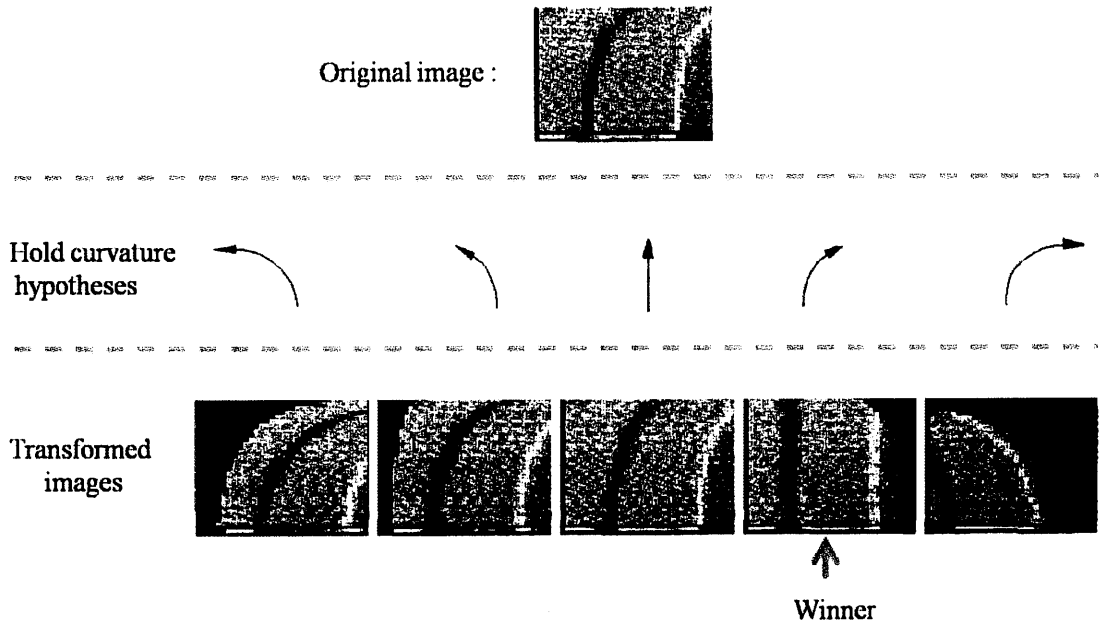 Original image :
Hold curvature
hypotheses
Transformed
images
Winner